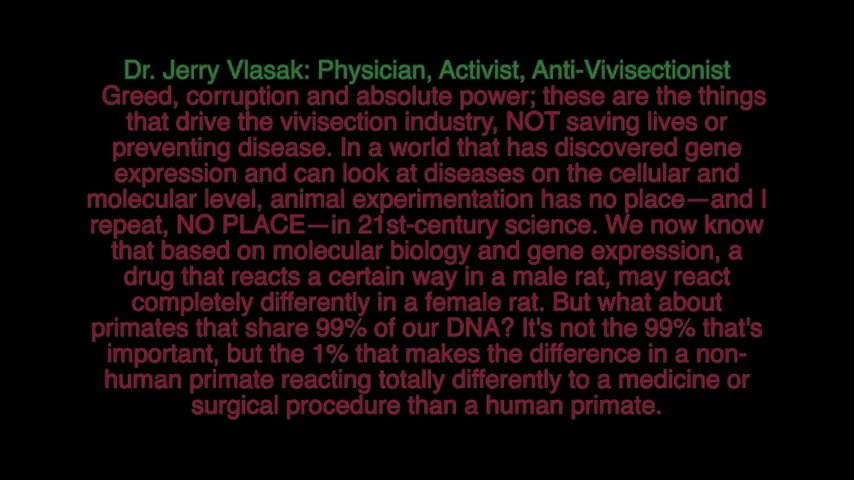 Dr. Jerry Vlasak: Physician, Activist, Anti-Vivisectionist
Greed, corruption and absolute power; these are the things
that drive the vivisection industry, NOT saving lives or
preventing disease. In a world that has discovered gene
expression and can look at diseases on the cellular and
molecular level, animal experimentation has no place—and I
repeat, NO PLACE—in 21st-century science. We now know
that based on molecular biology and gene expression, a
drug that reacts a certain way in a male rat, may react
completely differently in a female rat. But what about
primates that share 99% of our DNA? It's not the 99% that's
important, but the 1% that makes the difference in a non-
human primate reacting totally differently to a medicine or
surgical procedure than a human primate.